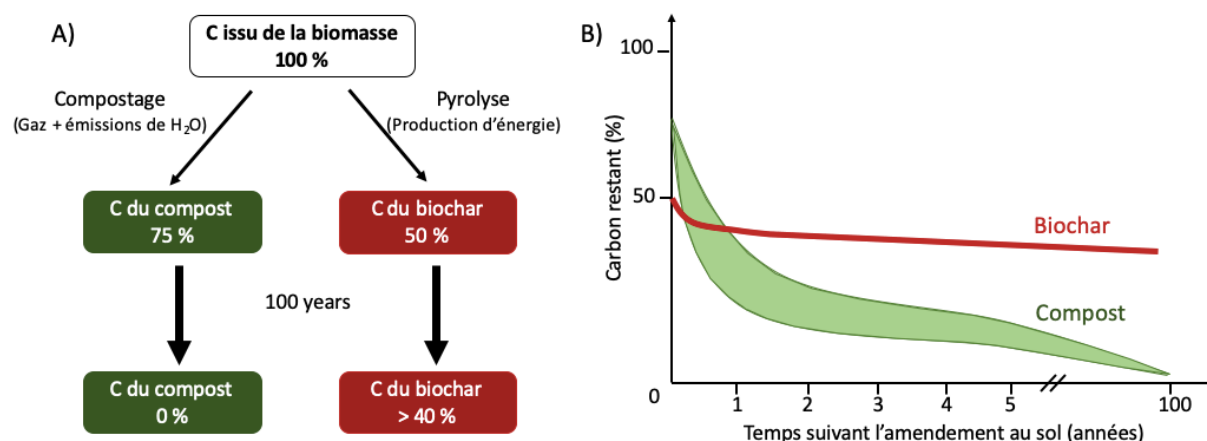 A)
C issu de la biomasse
100 %
Compostage
(Gaz + émissions de H₂O)
Pyrolyse
(Production d'énergie)
C du compost
75 %
C du biochar
50 %
100 years
C du compost
0 %
C du biochar
> 40 %
B)
Carbon restant (%)
100
50
0
Biochar
Compost
1 2 3 4 5 100
Temps suivant l'amendement au sol (années)